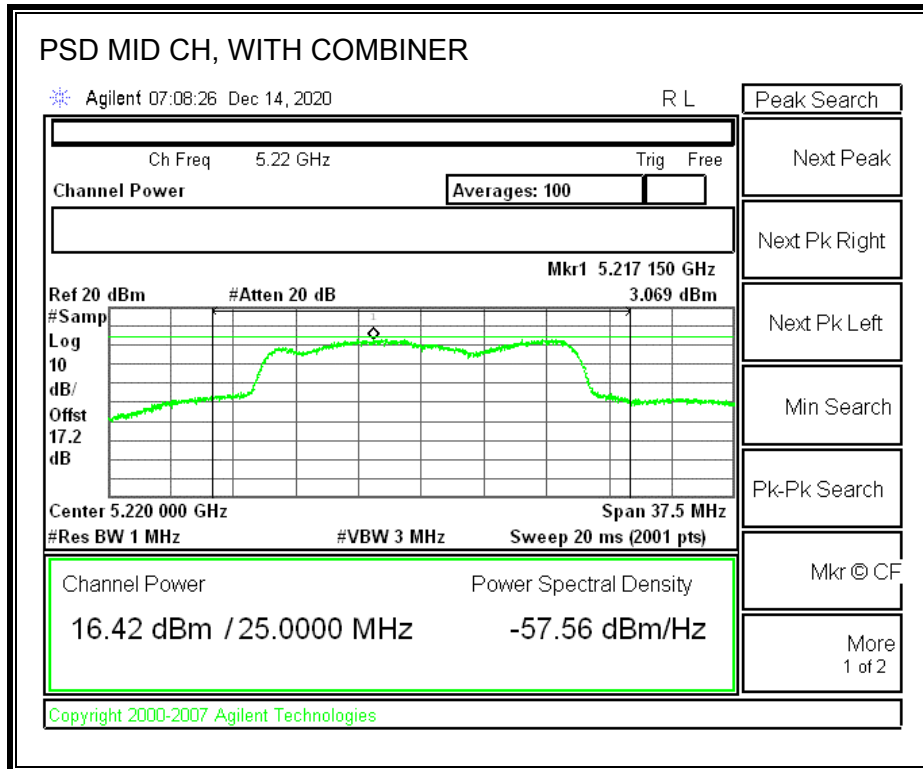 PSD MID CH, WITH COMBINER
Agilent 07:08:26 Dec 14, 2020 R L Peak Search
Ch Freq 5.22 GHz Trig Free
Channel Power Averages: 100
Next Peak
Next Pk Right
Mkr1 5.217 150 GHz
Ref 20 dBm #Atten 20 dB 3.069 dBm
#Samp 1
Log
10
dB/
Offst
17.2
dB
Next Pk Left
Min Search
Pk-Pk Search
Center 5.220 000 GHz Span 37.5 MHz
#Res BW 1 MHz #VBW 3 MHz Sweep 20 ms (2001 pts)
Mkr © CF
Channel Power Power Spectral Density
16.42 dBm / 25.0000 MHz -57.56 dBm/Hz
More
1 of 2
Copyright 2000-2007 Agilent Technologies